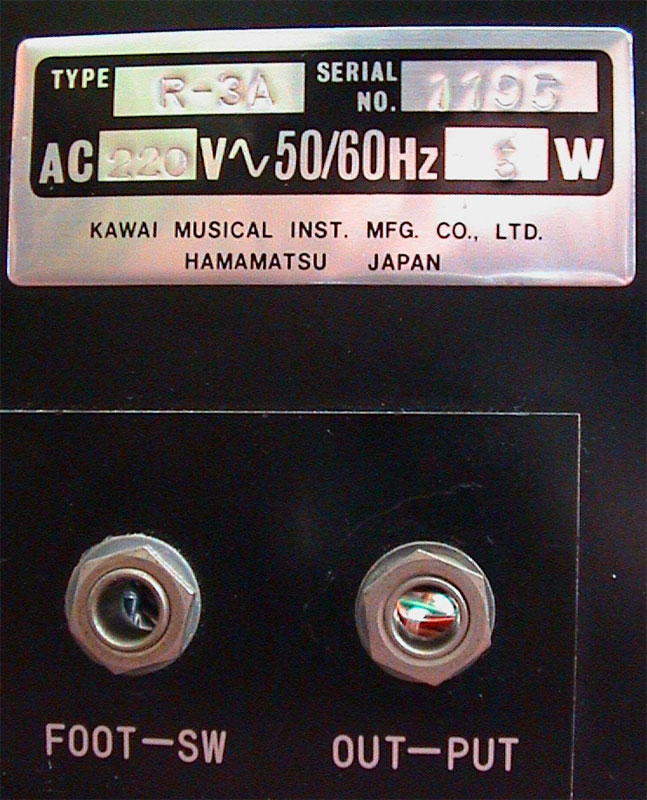 TYPE R-3A SERIAL NO. 1195
AC 220 V~50/60Hz 5 W
KAWAI MUSICAL INST. MFG. CO., LTD.
HAMAMATSU JAPAN
FOOT-SW OUT-PUT